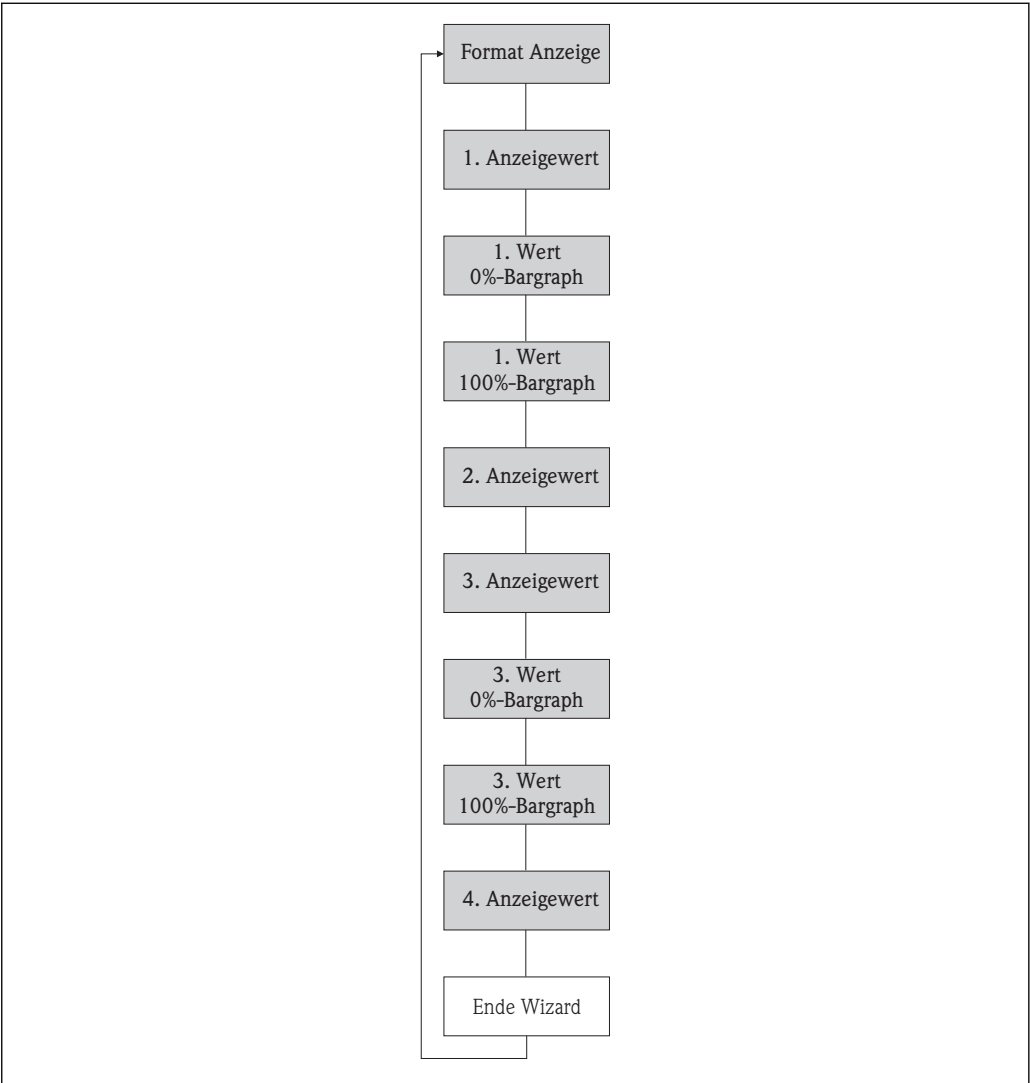 Format Anzeige
1. Anzeigewert
1. Wert
0%-Bargraph
1. Wert
100%-Bargraph
2. Anzeigewert
3. Anzeigewert
3. Wert
0%-Bargraph
3. Wert
100%-Bargraph
4. Anzeigewert
Ende Wizard